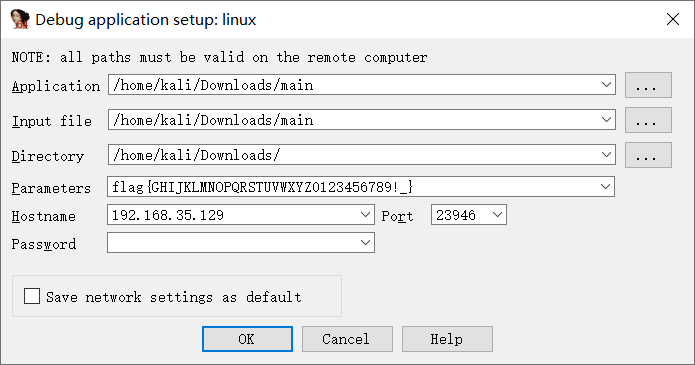 Debug application setup: linux
NOTE: all paths must be valid on the remote computer
Application /home/kali/Downloads/main ...
Input file /home/kali/Downloads/main ...
Directory /home/kali/Downloads/ ...
Parameters flag{GHIJKLMNOPQRSTUVWXYZ0123456789!_}
Hostname 192.168.35.129 Port 23946
Password
Save network settings as default
OK Cancel Help